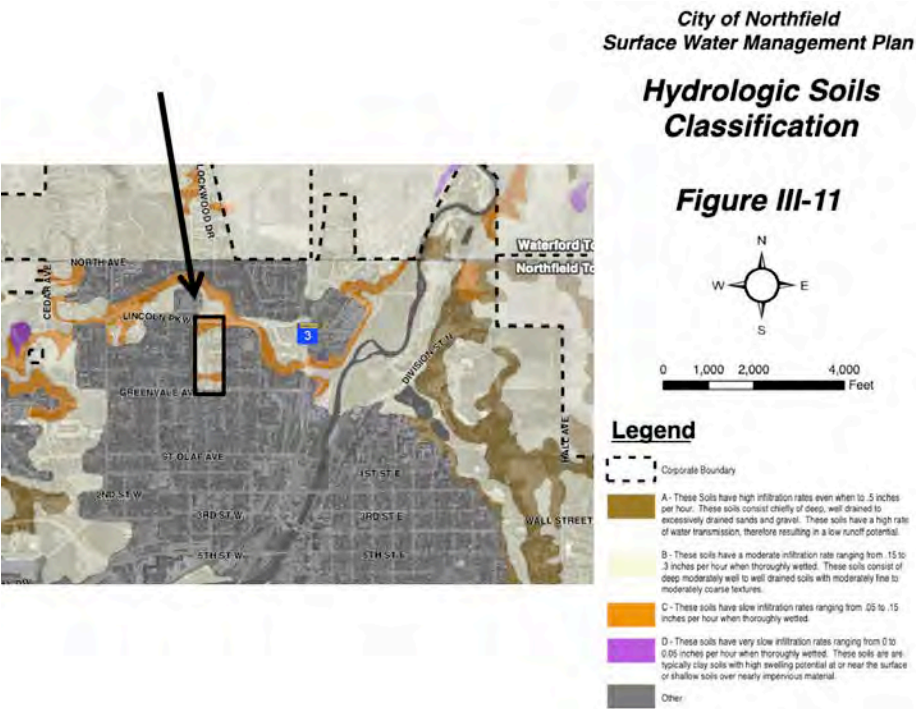 City of Northfield
Surface Water Management Plan
Hydrologic Soils
Classification
Figure III-11
N
W E
S
0 1,000 2,000 4,000
Feet
Legend
Corporate Boundary
A - These Soils have high infiltration rates even when to .5 inches
per hour. These soils consist chiefly of deep, well drained to
excessively drained sands and gravel. These soils have a high rate
of water transmission, therefore resulting in a low runoff potential.
B - These soils have a moderate infiltration rate ranging from .15 to
.3 inches per hour when thoroughly wetted. These soils consist of
deep moderately well to well drained soils with moderately fine to
moderately coarse textures.
C - These soils have slow infiltration rates ranging from .05 to .15
inches per hour when thoroughly wetted.
D - These soils have very slow infiltration rates ranging from 0 to
0.05 inches per hour when thoroughly wetted. These soils are are
typically clay soils with high swelling potential at or near the surface
or shallow soils over nearly impervious material.
Other
LOCKWOOD DR
Waterford To
Northfield To
NORTH AVE
CEDAR AVE
LINCOLN PKW
3
DIVISION ST N
GREENVALE AV
HALL AVE
ST OLAF AVE
1ST ST E
2ND ST W
3RD ST W
3RD ST E
WALL STREET
5TH ST W
5TH ST E